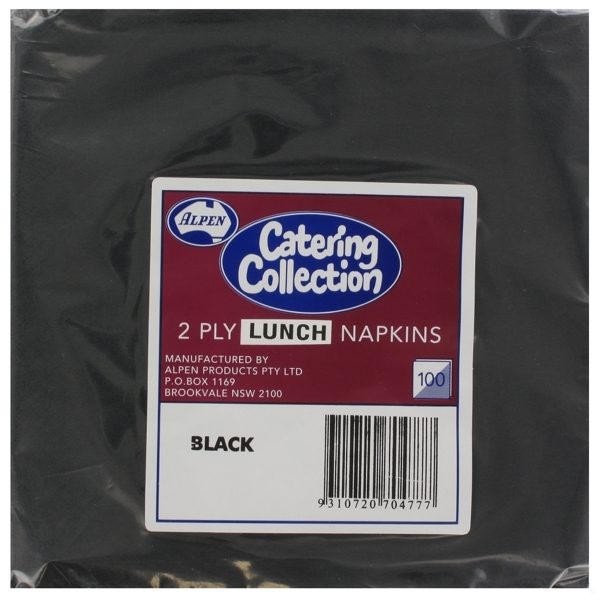 ALPEN
Catering
Collection
2 PLY LUNCH NAPKINS
MANUFACTURED BY
ALPEN PRODUCTS PTY LTD
P.O.BOX 1169
BROOKVALE NSW 2100
100
BLACK
9 310720 704777